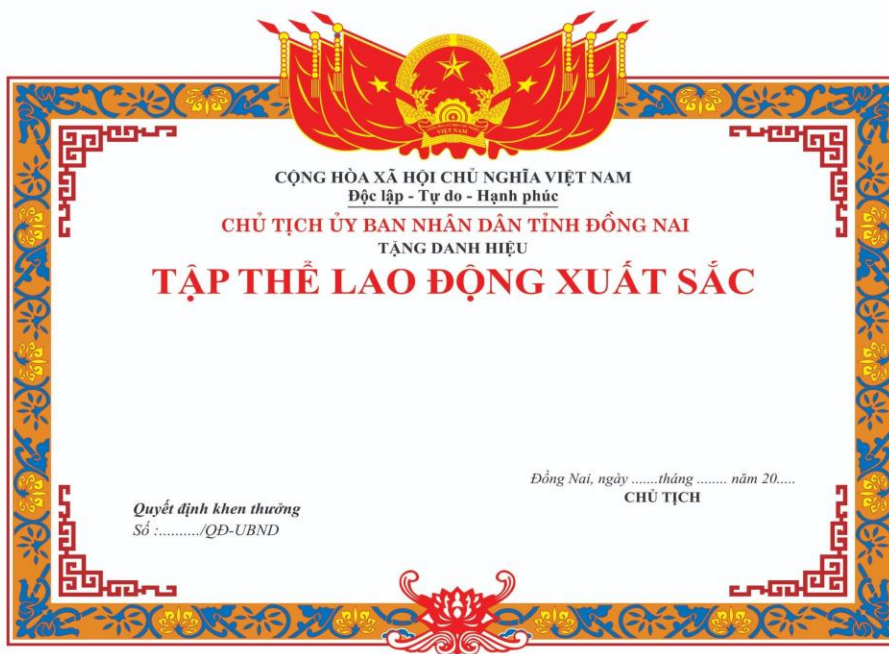 VIỆT NAM
CỘNG HÒA XÃ HỘI CHỦ NGHĨA VIỆT NAM
Độc lập - Tự do - Hạnh phúc
CHỦ TỊCH ỦY BAN NHÂN DÂN TỈNH ĐỒNG NAI
TẶNG DANH HIỆU
TẬP THỂ LAO ĐỘNG XUẤT SẮC
Đồng Nai, ngày .......tháng ........ năm 20.....
CHỦ TỊCH
Quyết định khen thưởng
Số :........../QĐ-UBND